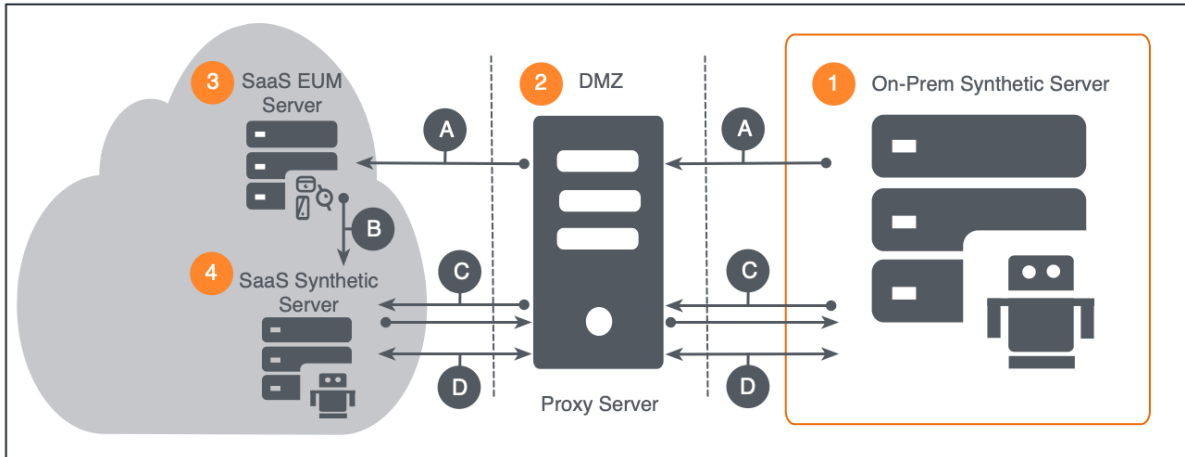 3
SaaS EUM
Server
A
2
DMZ
A
1
On-Prem Synthetic Server
B
4
SaaS Synthetic
Server
C
C
D
D
Proxy Server